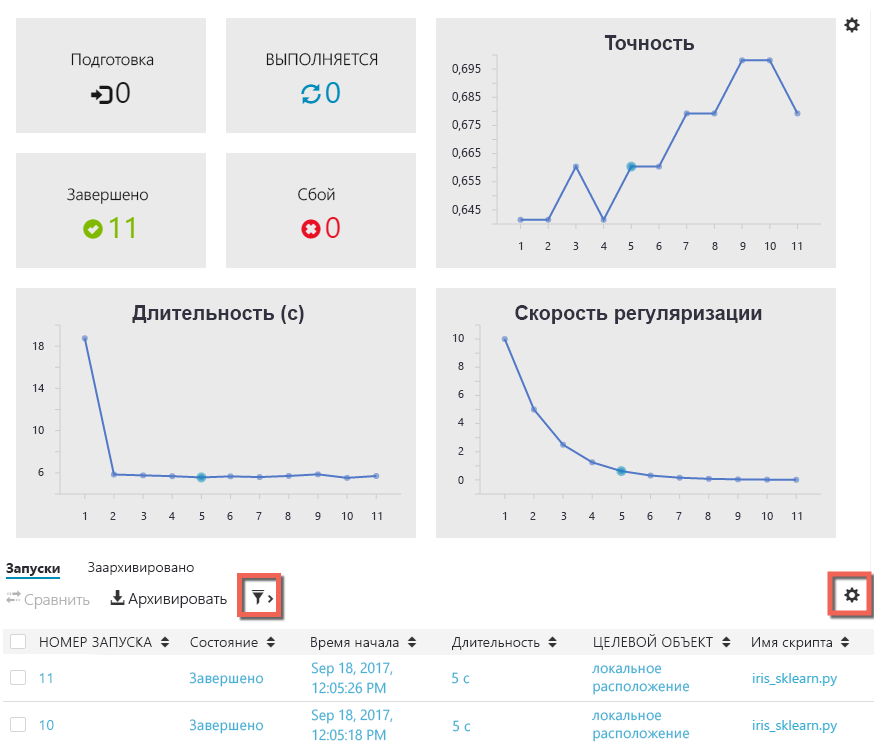 Подготовка
0
ВЫПОЛНЯЕТСЯ
0
Завершено
11
Сбой
0
Точность
0,695
0,685
0,675
0,665
0,655
0,645
1 2 3 4 5 6 7 8 9 10 11
Длительность (с)
18
14
10
6
1 2 3 4 5 6 7 8 9 10 11
Скорость регуляризации
10
8
6
4
2
0
1 2 3 4 5 6 7 8 9 10 11
Запуски Заархивировано
Сравнить Архивировать
НОМЕР ЗАПУСКА Состояние Время начала Длительность ЦЕЛЕВОЙ ОБЪЕКТ Имя скрипта
11 Завершено Sep 18, 2017, 12:05:26 PM 5 с локальное расположение iris_sklearn.py
10 Завершено Sep 18, 2017, 12:05:18 PM 5 с локальное расположение iris_sklearn.py